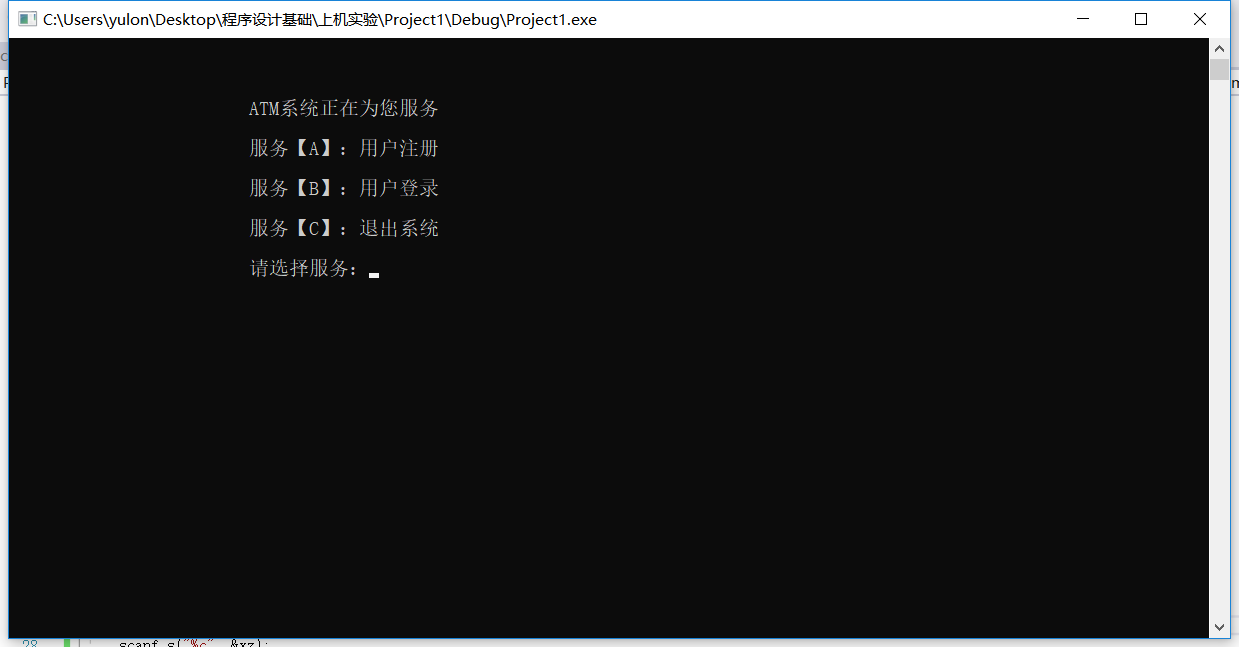 C:\Users\yulon\Desktop\程序设计基础\上机实验\Project1\Debug\Project1.exe
ATM系统正在为您服务
服务【A】：用户注册
服务【B】：用户登录
服务【C】：退出系统
请选择服务：
28 scanf_s("%c", &xz);